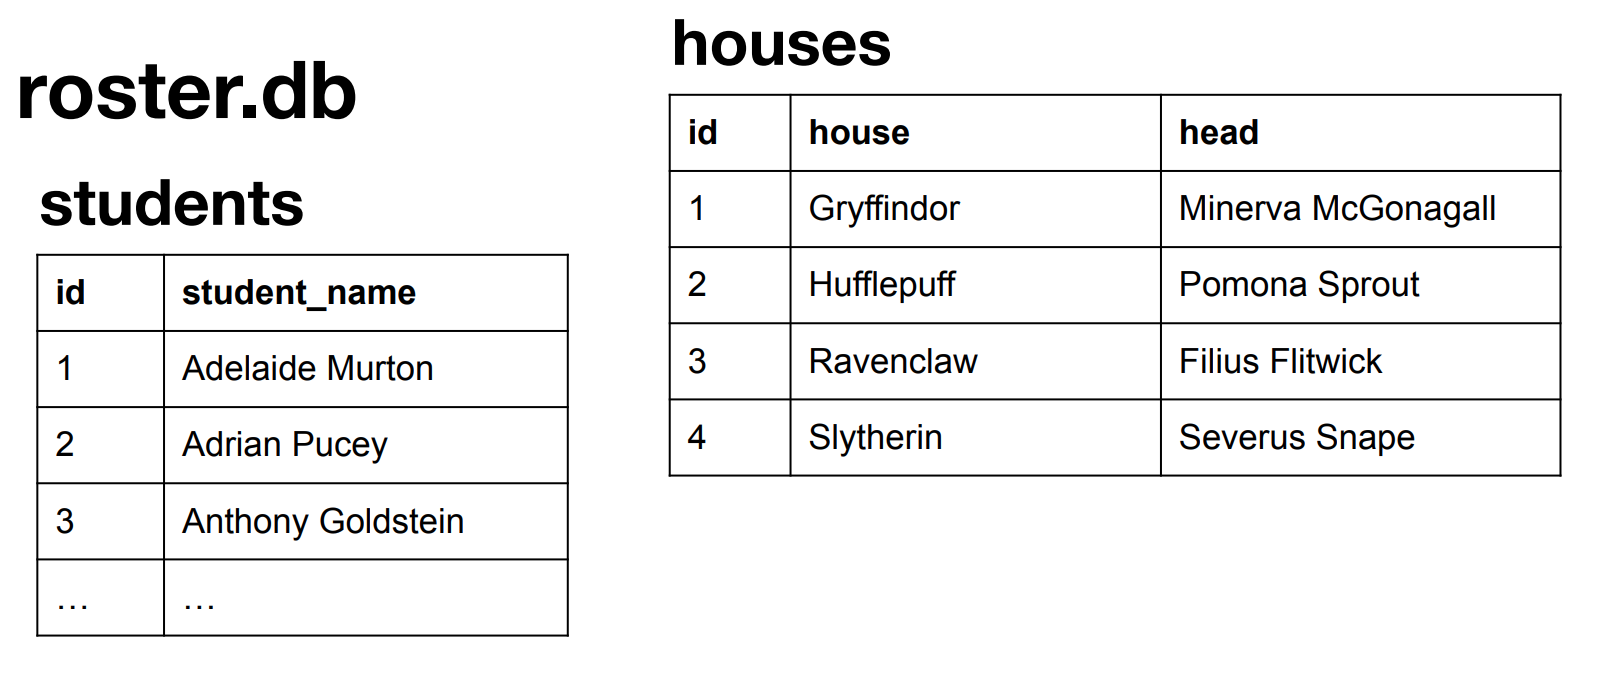 roster.db
students
id student_name
1 Adelaide Murton
2 Adrian Pucey
3 Anthony Goldstein
… …
houses
id house head
1 Gryffindor Minerva McGonagall
2 Hufflepuff Pomona Sprout
3 Ravenclaw Filius Flitwick
4 Slytherin Severus Snape